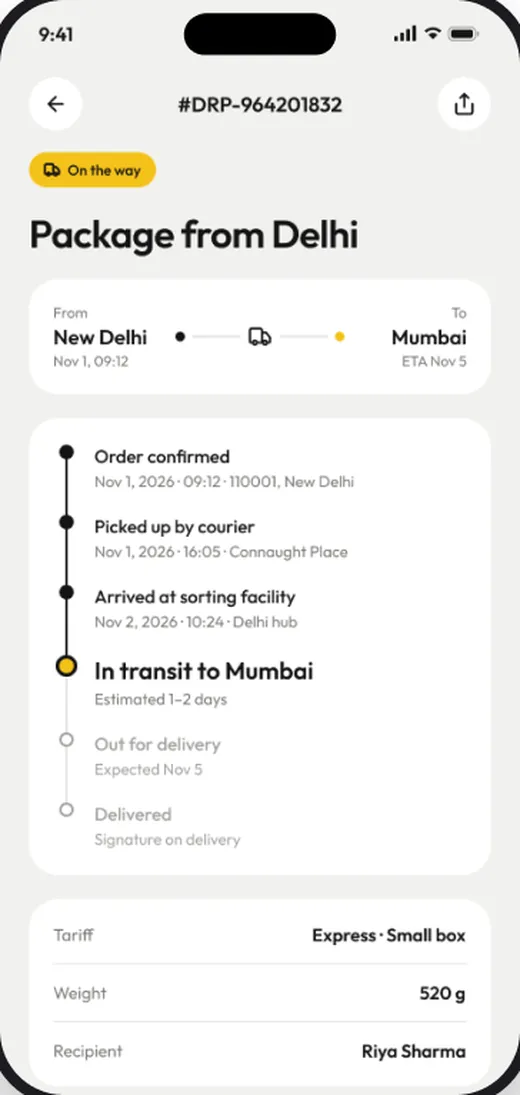 9:41
#DRP-964201832
On the way
Package from Delhi
From
To
New Delhi
Mumbai
Nov 1, 09:12
ETA Nov 5
Order confirmed
Nov 1, 2026 · 09:12 · 110001, New Delhi
Picked up by courier
Nov 1, 2026 · 16:05 · Connaught Place
Arrived at sorting facility
Nov 2, 2026 · 10:24 · Delhi hub
In transit to Mumbai
Estimated 1–2 days
Out for delivery
Expected Nov 5
Delivered
Signature on delivery
Tariff
Express · Small box
Weight
520 g
Recipient
Riya Sharma